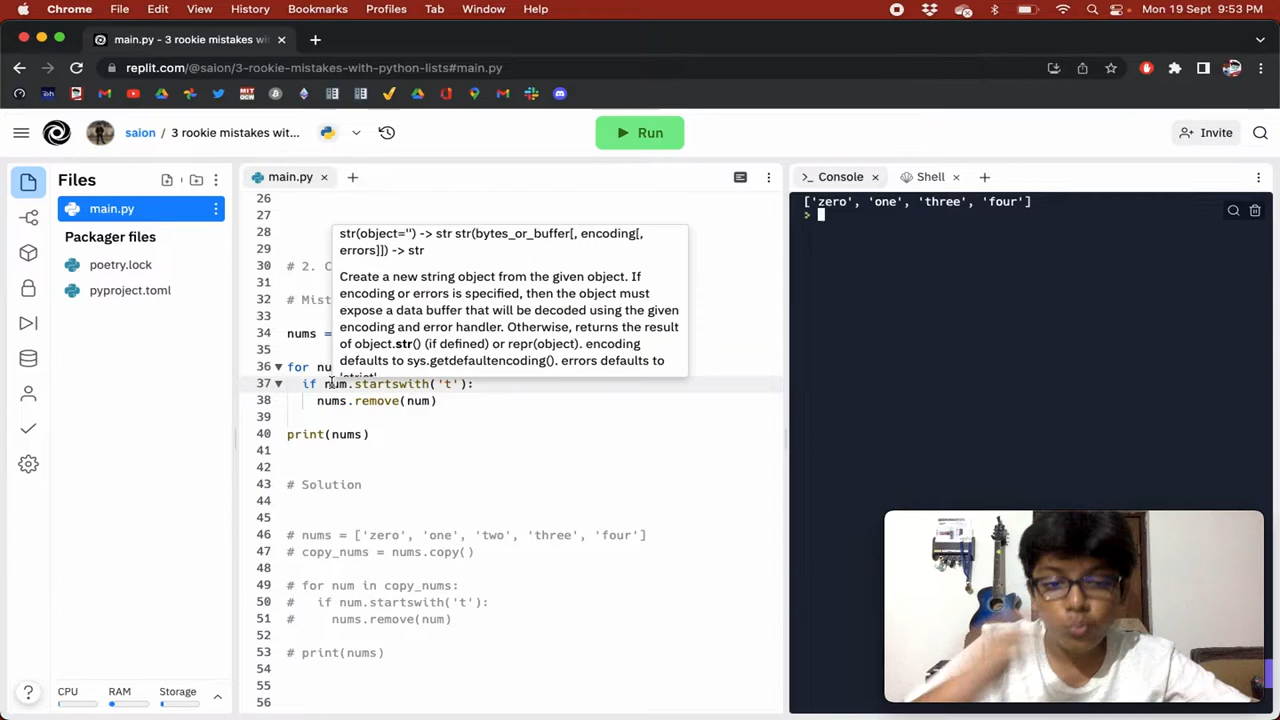 Chrome File Edit View History Bookmarks Profiles Tab Window Help Mon 19 Sept 9:53 PM
main.py - 3 rookie mistakes wit
replit.com/@saion/3-rookie-mistakes-with-python-lists#main.py
saion / 3 rookie mistakes wit... Run Invite
Files
main.py
Packager files
poetry.lock
pyproject.toml
CPU RAM Storage
main.py
26
27
28
29
30 # 2. C
31
32 # Mist
33
34 nums =
35
36 for nu
37 if num.startswith('t'):
38 nums.remove(num)
39
40 print(nums)
41
42
43 # Solution
44
45
46 # nums = ['zero', 'one', 'two', 'three', 'four']
47 # copy_nums = nums.copy()
48
49 # for num in copy_nums:
50 # if num.startswith('t'):
51 # nums.remove(num)
52
53 # print(nums)
54
55
56
str(object='') -> str str(bytes_or_buffer[, encoding[,
errors]]) -> str
Create a new string object from the given object. If
encoding or errors is specified, then the object must
expose a data buffer that will be decoded using the given
encoding and error handler. Otherwise, returns the result
of object.str() (if defined) or repr(object). encoding
defaults to sys.getdefaultencoding(). errors defaults to
'strict'
Console Shell
['zero', 'one', 'three', 'four']
>